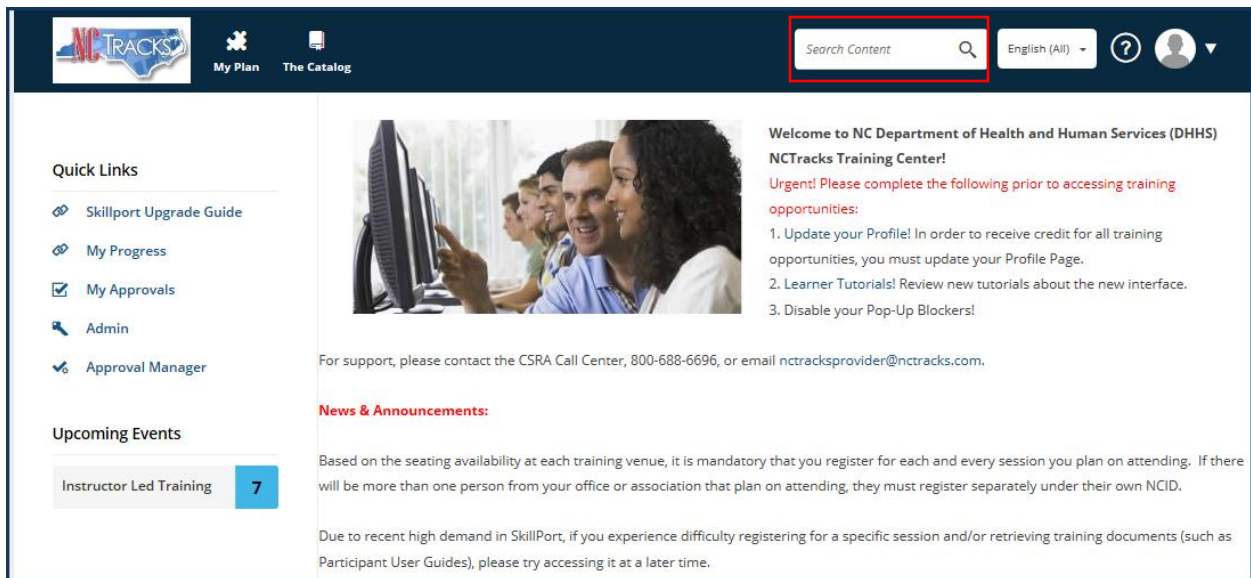 NCTRACKS
My Plan
The Catalog
Search Content
English (All)
?
Quick Links
Skillport Upgrade Guide
My Progress
My Approvals
Admin
Approval Manager
Upcoming Events
Instructor Led Training 7
Welcome to NC Department of Health and Human Services (DHHS)
NCTracks Training Center!
Urgent! Please complete the following prior to accessing training
opportunities:
1. Update your Profile! In order to receive credit for all training
opportunities, you must update your Profile Page.
2. Learner Tutorials! Review new tutorials about the new interface.
3. Disable your Pop-Up Blockers!
For support, please contact the CSRA Call Center, 800-688-6696, or email nctracksprovider@nctracks.com.
News & Announcements:
Based on the seating availability at each training venue, it is mandatory that you register for each and every session you plan on attending. If there
will be more than one person from your office or association that plan on attending, they must register separately under their own NCID.
Due to recent high demand in SkillPort, if you experience difficulty registering for a specific session and/or retrieving training documents (such as
Participant User Guides), please try accessing it at a later time.